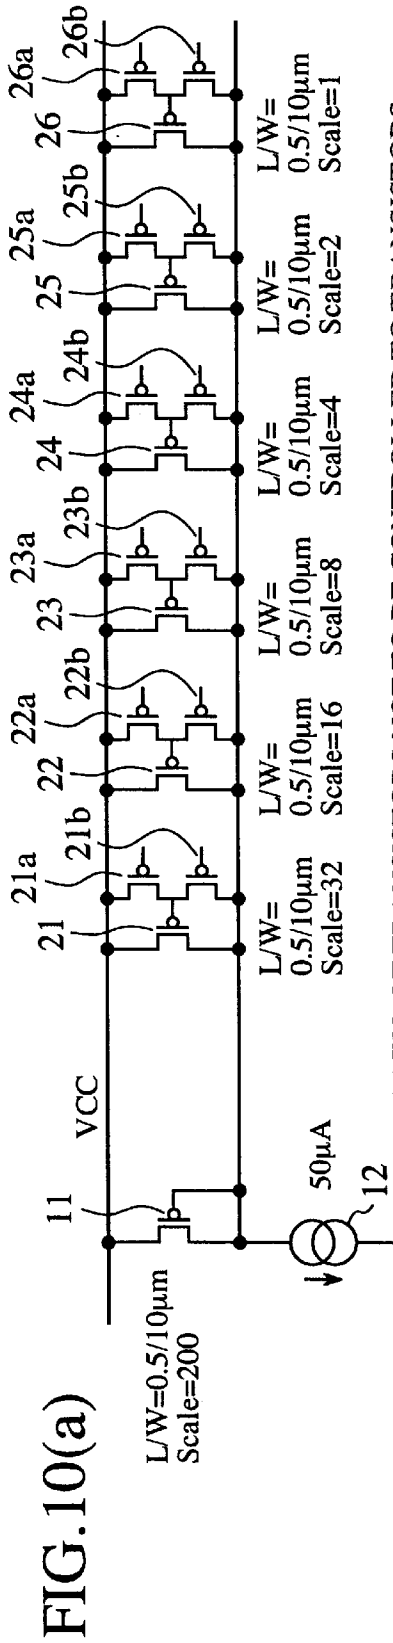 FIG.10(a)
L/W=0.5/10μm
Scale=200
11
VCC
50μA
12
21
21a
21b
L/W=
0.5/10μm
Scale=32
22
22a
22b
L/W=
0.5/10μm
Scale=16
23
23a
23b
L/W=
0.5/10μm
Scale=8
24
24a
24b
L/W=
0.5/10μm
Scale=4
25
25a
25b
L/W=
0.5/10μm
Scale=2
26
26a
26b
L/W=
0.5/10μm
Scale=1